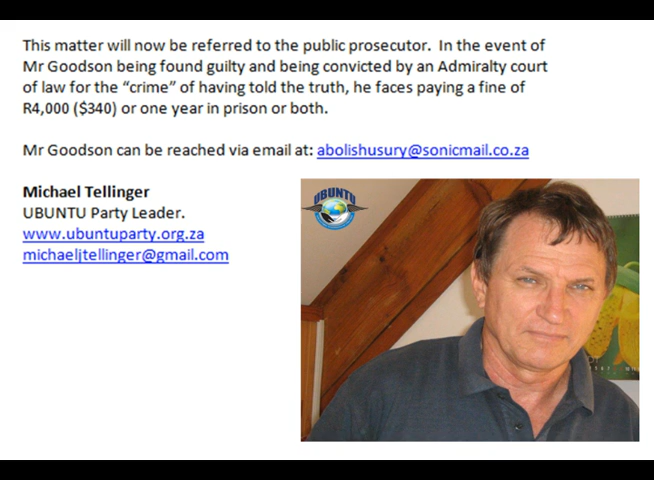 This matter will now be referred to the public prosecutor.  In the event of
Mr Goodson being found guilty and being convicted by an Admiralty court
of law for the “crime” of having told the truth, he faces paying a fine of
R4,000 ($340) or one year in prison or both.
Mr Goodson can be reached via email at: abolishusury@sonicmail.co.za
Michael Tellinger
UBUNTU Party Leader.
www.ubuntuparty.org.za
michaeljtellinger@gmail.com
UBUNTU